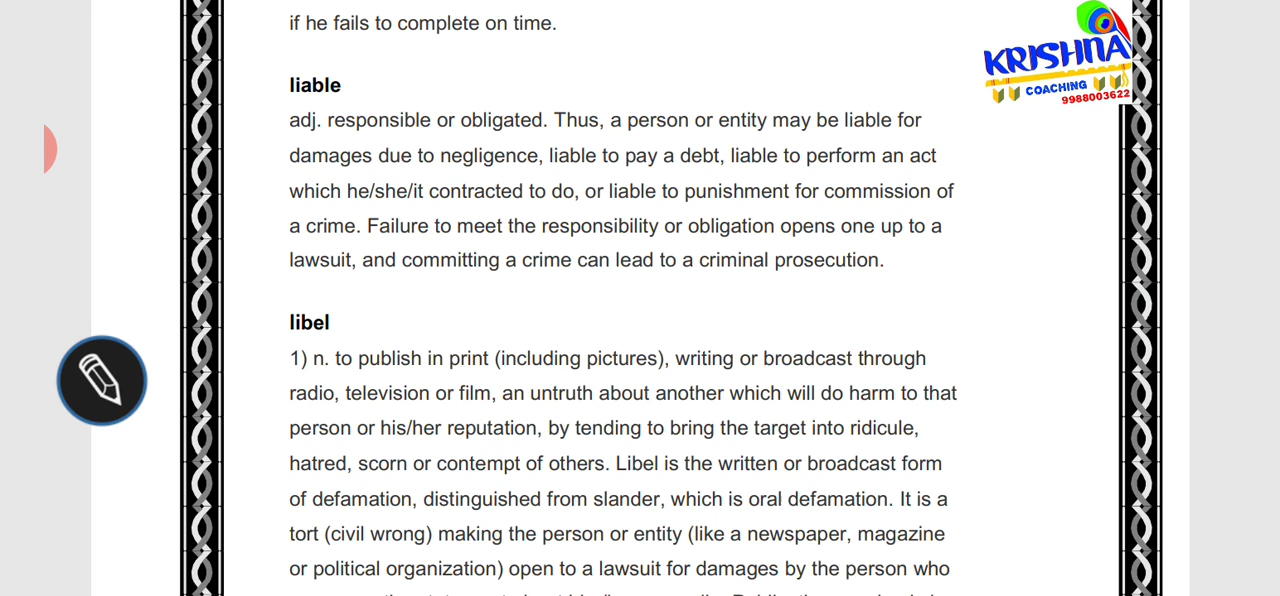 if he fails to complete on time.
KRISHNA
COACHING
9988003622
liable
adj. responsible or obligated. Thus, a person or entity may be liable for
damages due to negligence, liable to pay a debt, liable to perform an act
which he/she/it contracted to do, or liable to punishment for commission of
a crime. Failure to meet the responsibility or obligation opens one up to a
lawsuit, and committing a crime can lead to a criminal prosecution.
libel
1) n. to publish in print (including pictures), writing or broadcast through
radio, television or film, an untruth about another which will do harm to that
person or his/her reputation, by tending to bring the target into ridicule,
hatred, scorn or contempt of others. Libel is the written or broadcast form
of defamation, distinguished from slander, which is oral defamation. It is a
tort (civil wrong) making the person or entity (like a newspaper, magazine
or political organization) open to a lawsuit for damages by the person who